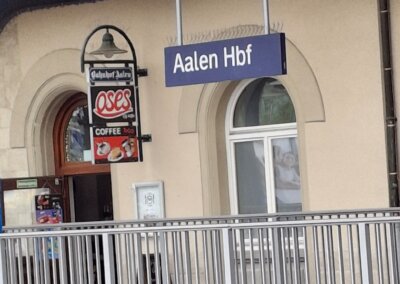 Bahnhof Aalen
oses
COFFEE
Aalen Hbf